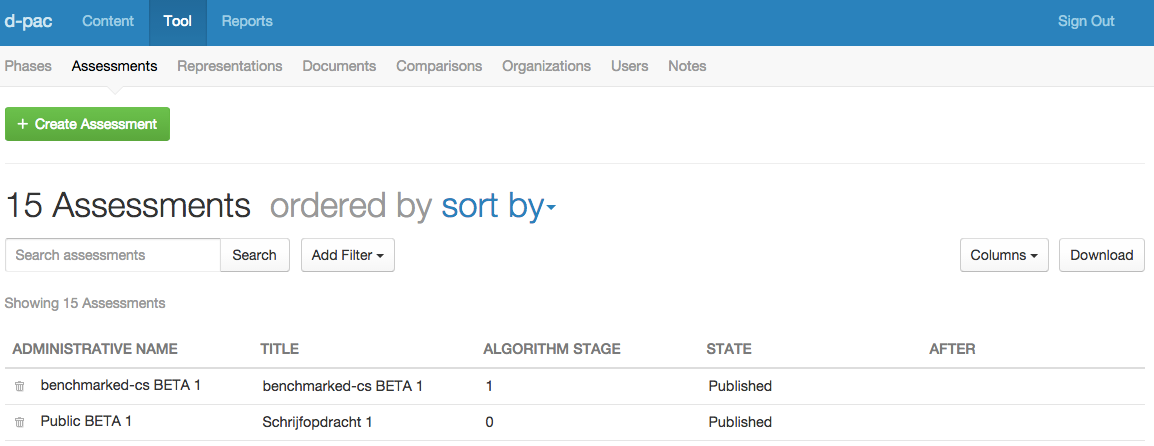 d-pac Content Tool Reports Sign Out
Phases Assessments Representations Documents Comparisons Organizations Users Notes
+ Create Assessment
15 Assessments ordered by sort by
Search assessments Search Add Filter Columns Download
Showing 15 Assessments
ADMINISTRATIVE NAME TITLE ALGORITHM STAGE STATE AFTER
benchmarked-cs BETA 1 benchmarked-cs BETA 1 1 Published
Public BETA 1 Schrijfopdracht 1 0 Published